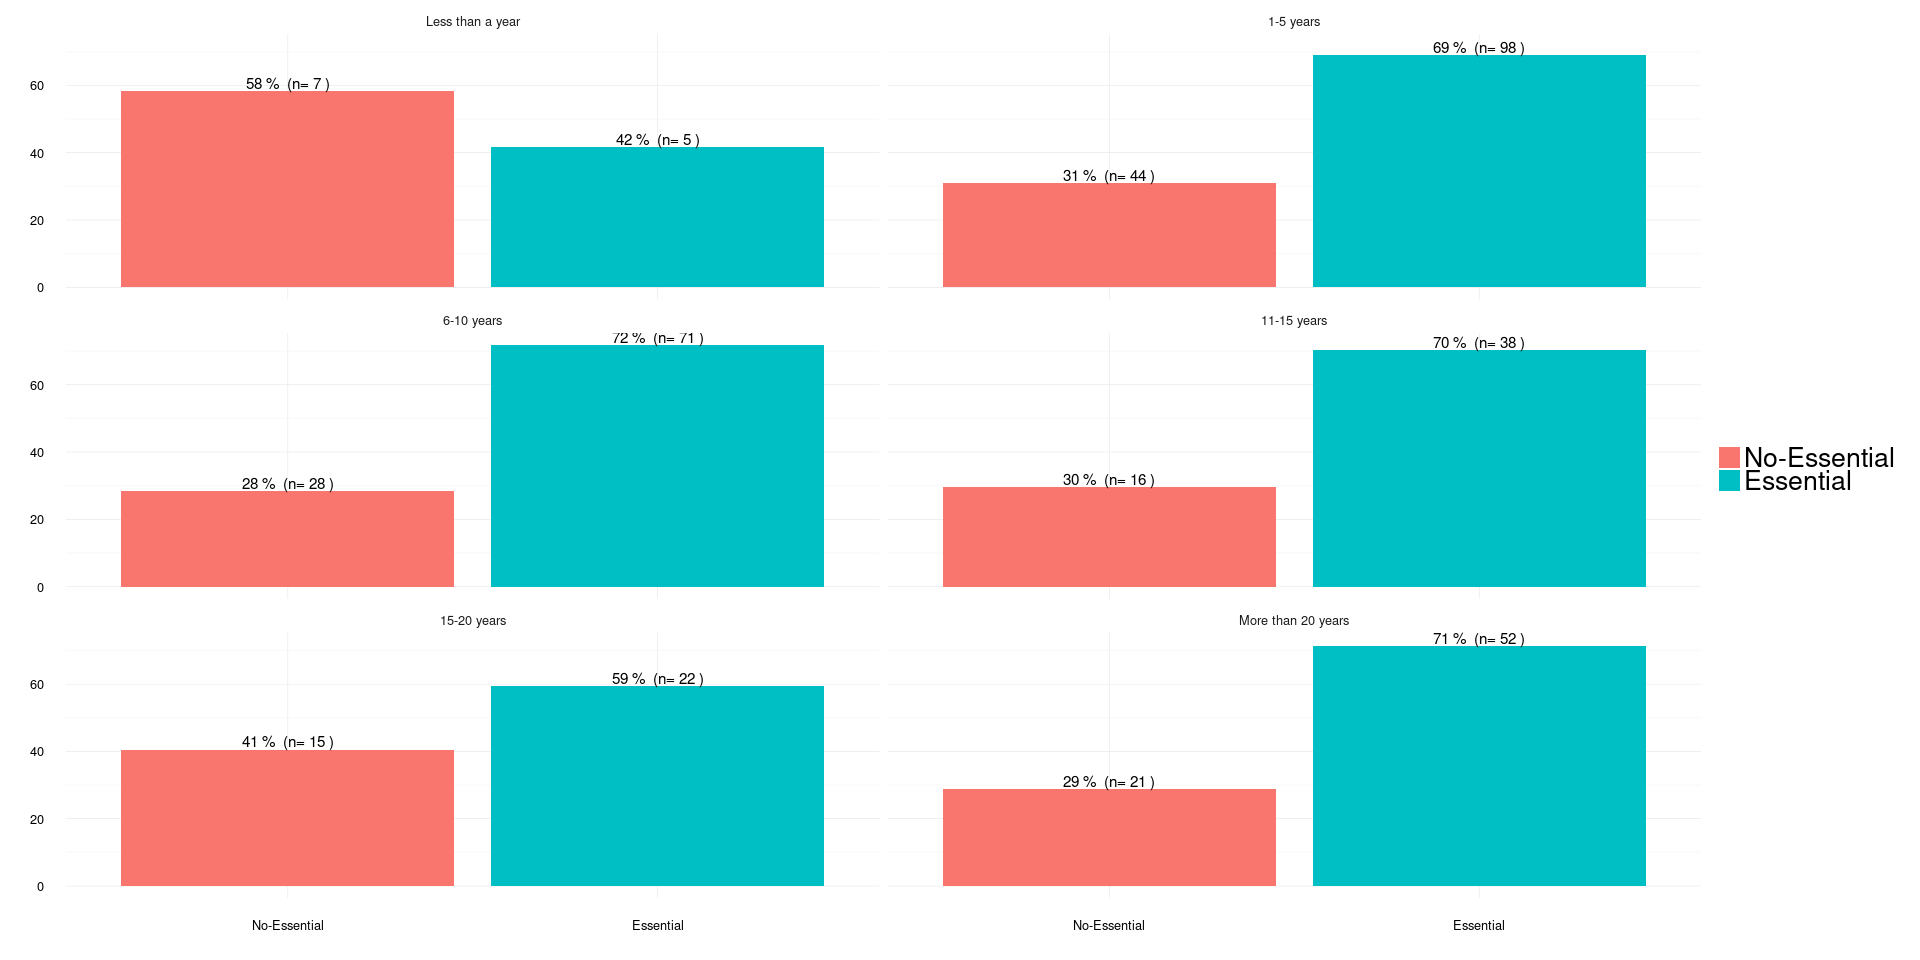 Less than a year
1-5 years
60
40
20
0
58 % (n= 7 )
42 % (n= 5 )
31 % (n= 44 )
69 % (n= 98 )
6-10 years
11-15 years
60
40
20
0
28 % (n= 28 )
72 % (n= 71 )
30 % (n= 16 )
70 % (n= 38 )
15-20 years
More than 20 years
60
40
20
0
41 % (n= 15 )
59 % (n= 22 )
29 % (n= 21 )
71 % (n= 52 )
No-Essential
Essential
No-Essential
Essential
No-Essential
Essential